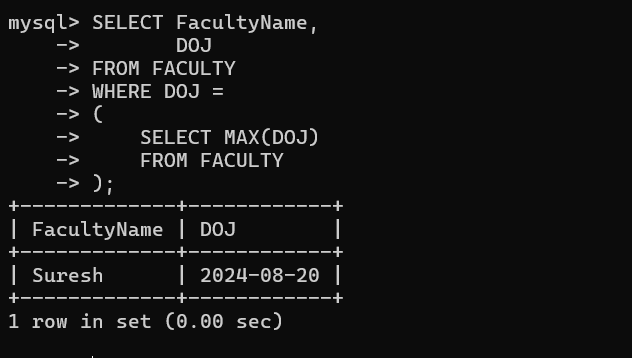 mysql> SELECT FacultyName,
    ->        DOJ
    -> FROM FACULTY
    -> WHERE DOJ =
    -> (
    ->     SELECT MAX(DOJ)
    ->     FROM FACULTY
    -> );
+-------------+------------+
| FacultyName | DOJ        |
+-------------+------------+
| Suresh      | 2024-08-20 |
+-------------+------------+
1 row in set (0.00 sec)